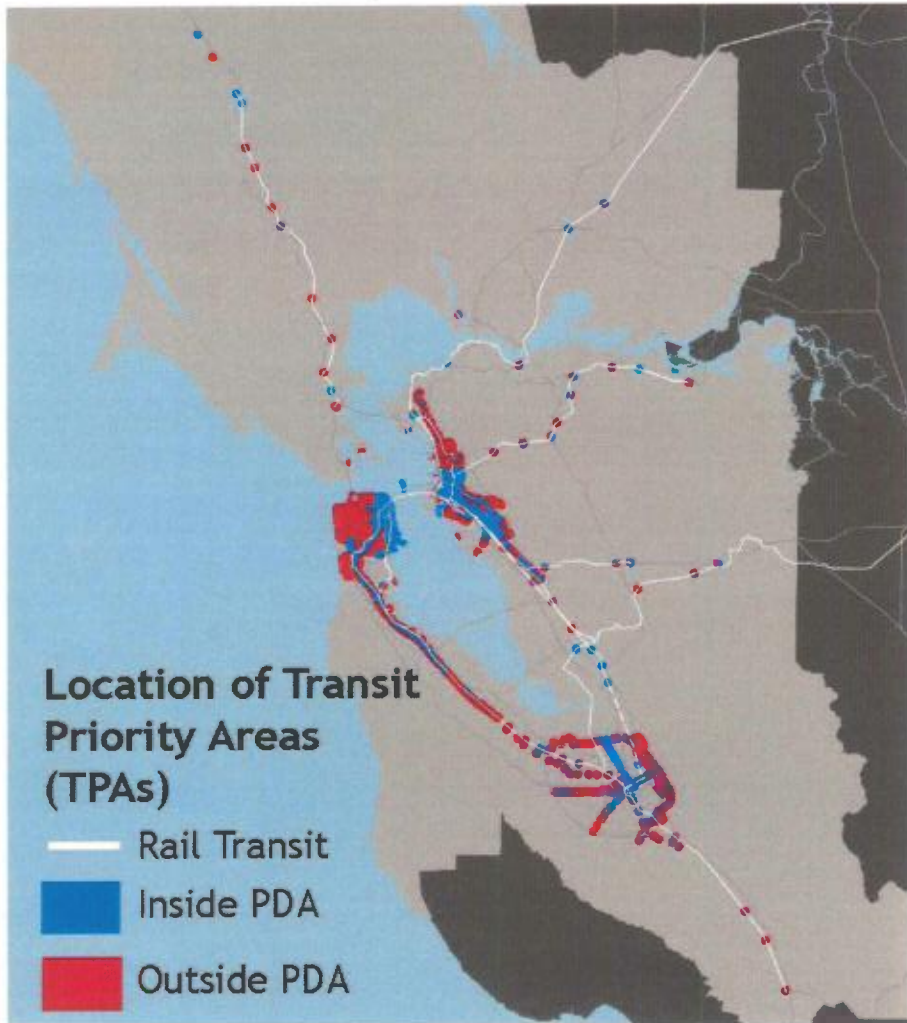 Location of Transit
Priority Areas
(TPAs)
Rail Transit
Inside PDA
Outside PDA